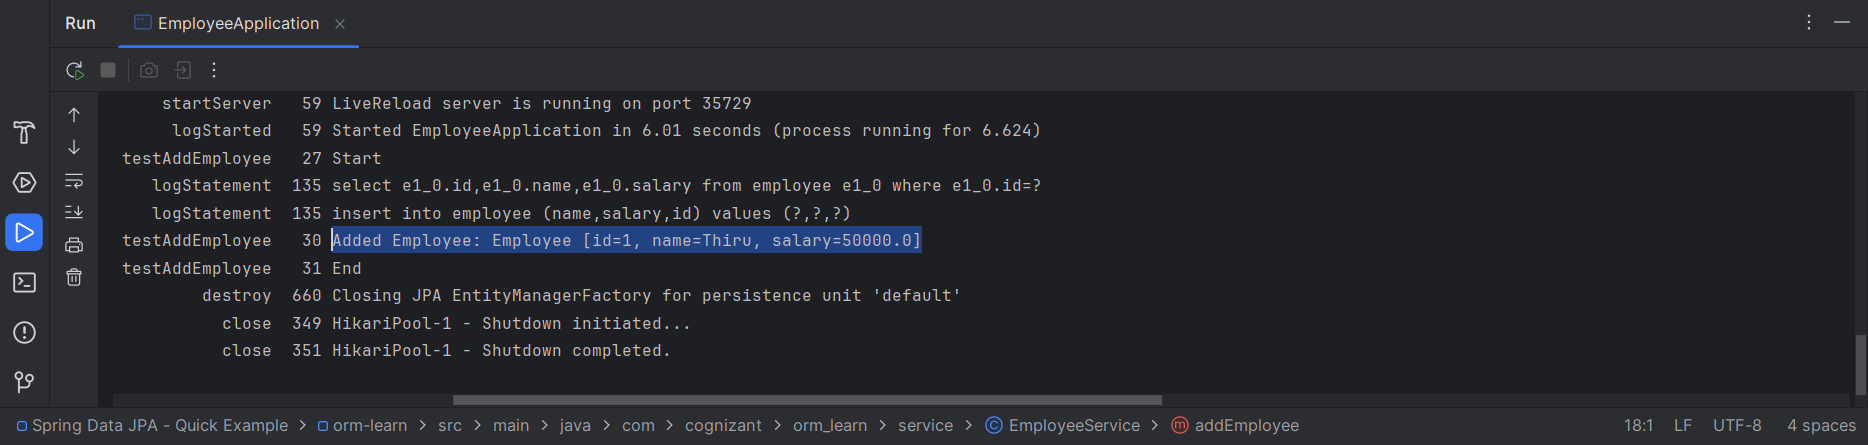 Run EmployeeApplication
startServer 59 LiveReload server is running on port 35729
logStarted 59 Started EmployeeApplication in 6.01 seconds (process running for 6.624)
testAddEmployee 27 Start
logStatement 135 select e1_0.id,e1_0.name,e1_0.salary from employee e1_0 where e1_0.id=?
logStatement 135 insert into employee (name,salary,id) values (?,?,?)
testAddEmployee 30 Added Employee: Employee [id=1, name=Thiru, salary=50000.0]
testAddEmployee 31 End
destroy 660 Closing JPA EntityManagerFactory for persistence unit 'default'
close 349 HikariPool-1 - Shutdown initiated...
close 351 HikariPool-1 - Shutdown completed.
Spring Data JPA - Quick Example > orm-learn > src > main > java > com > cognizant > orm_learn > service > EmployeeService > addEmployee 18:1 LF UTF-8 4 spaces